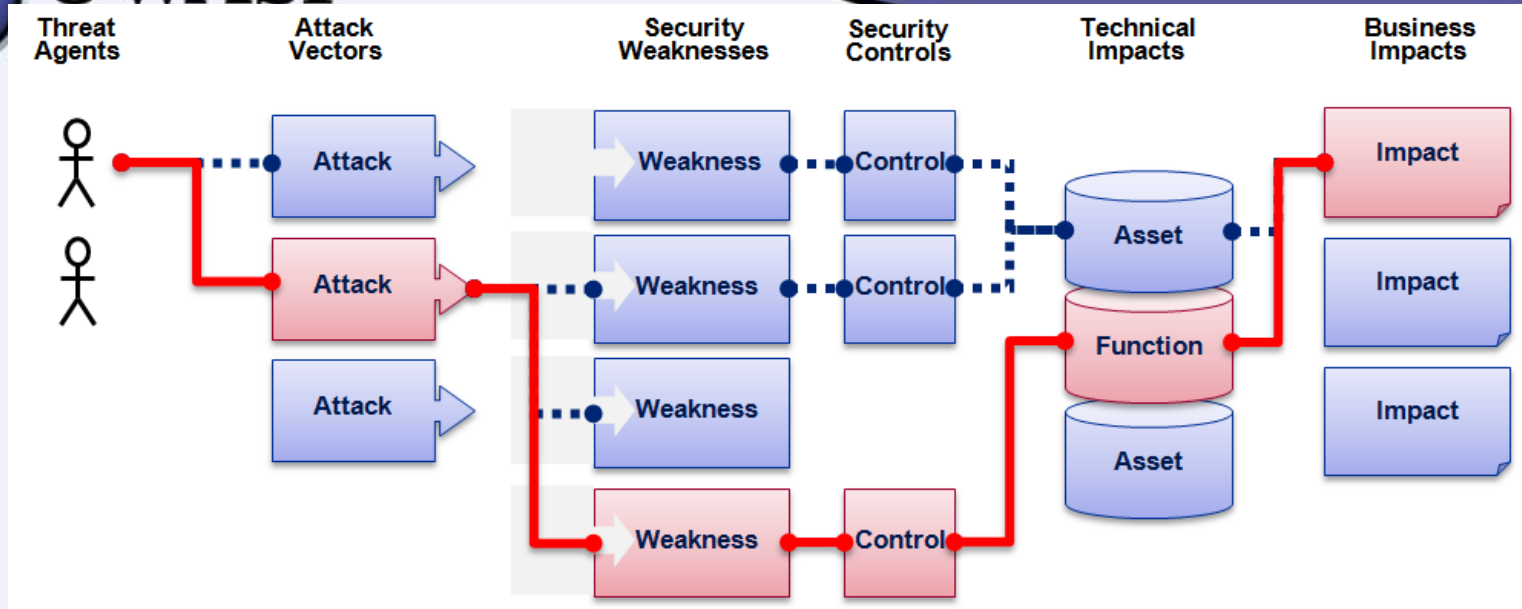 Threat
Agents
Attack
Vectors
Security
Weaknesses
Security
Controls
Technical
Impacts
Business
Impacts
Attack
Weakness
Control
Impact
Asset
Attack
Weakness
Control
Impact
Function
Attack
Weakness
Impact
Asset
Weakness
Control